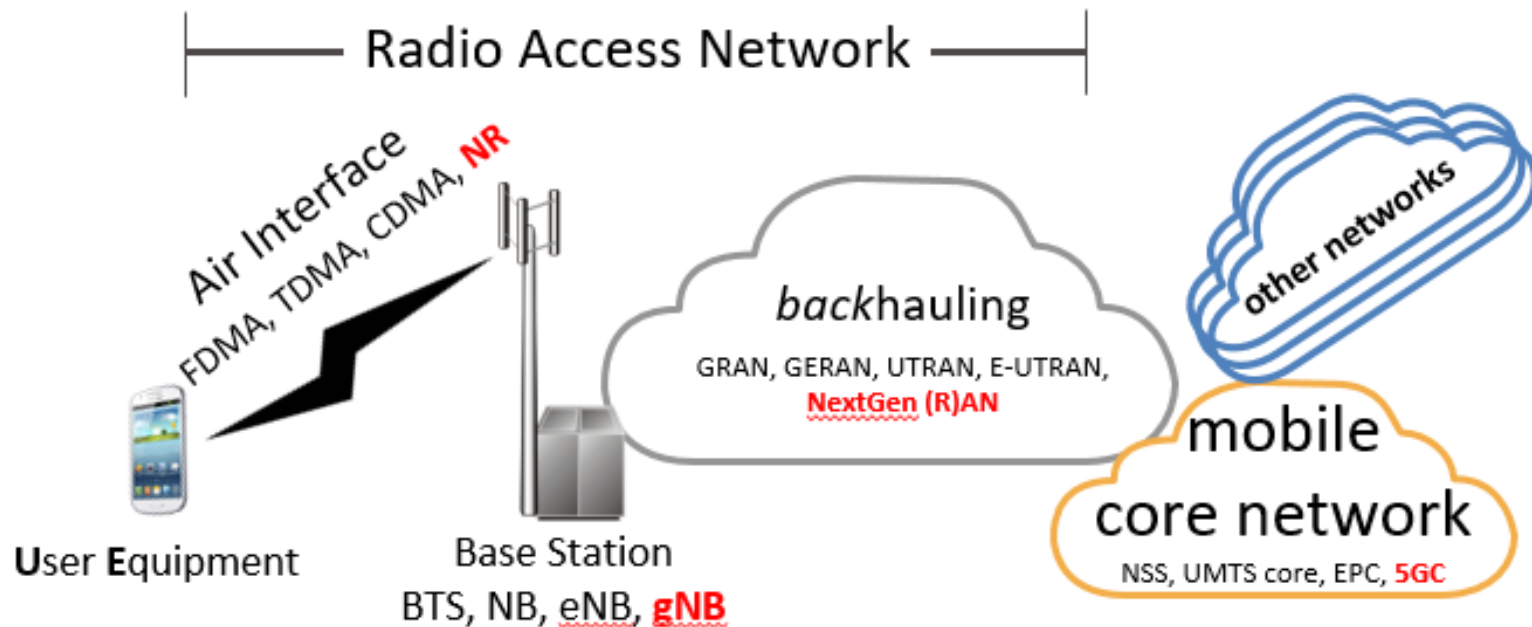 Radio Access Network
Air Interface
FDMA, TDMA, CDMA, NR
User Equipment
Base Station
BTS, NB, eNB, gNB
backhauling
GRAN, GERAN, UTRAN, E-UTRAN,
NextGen (R)AN
other networks
mobile
core network
NSS, UMTS core, EPC, 5GC